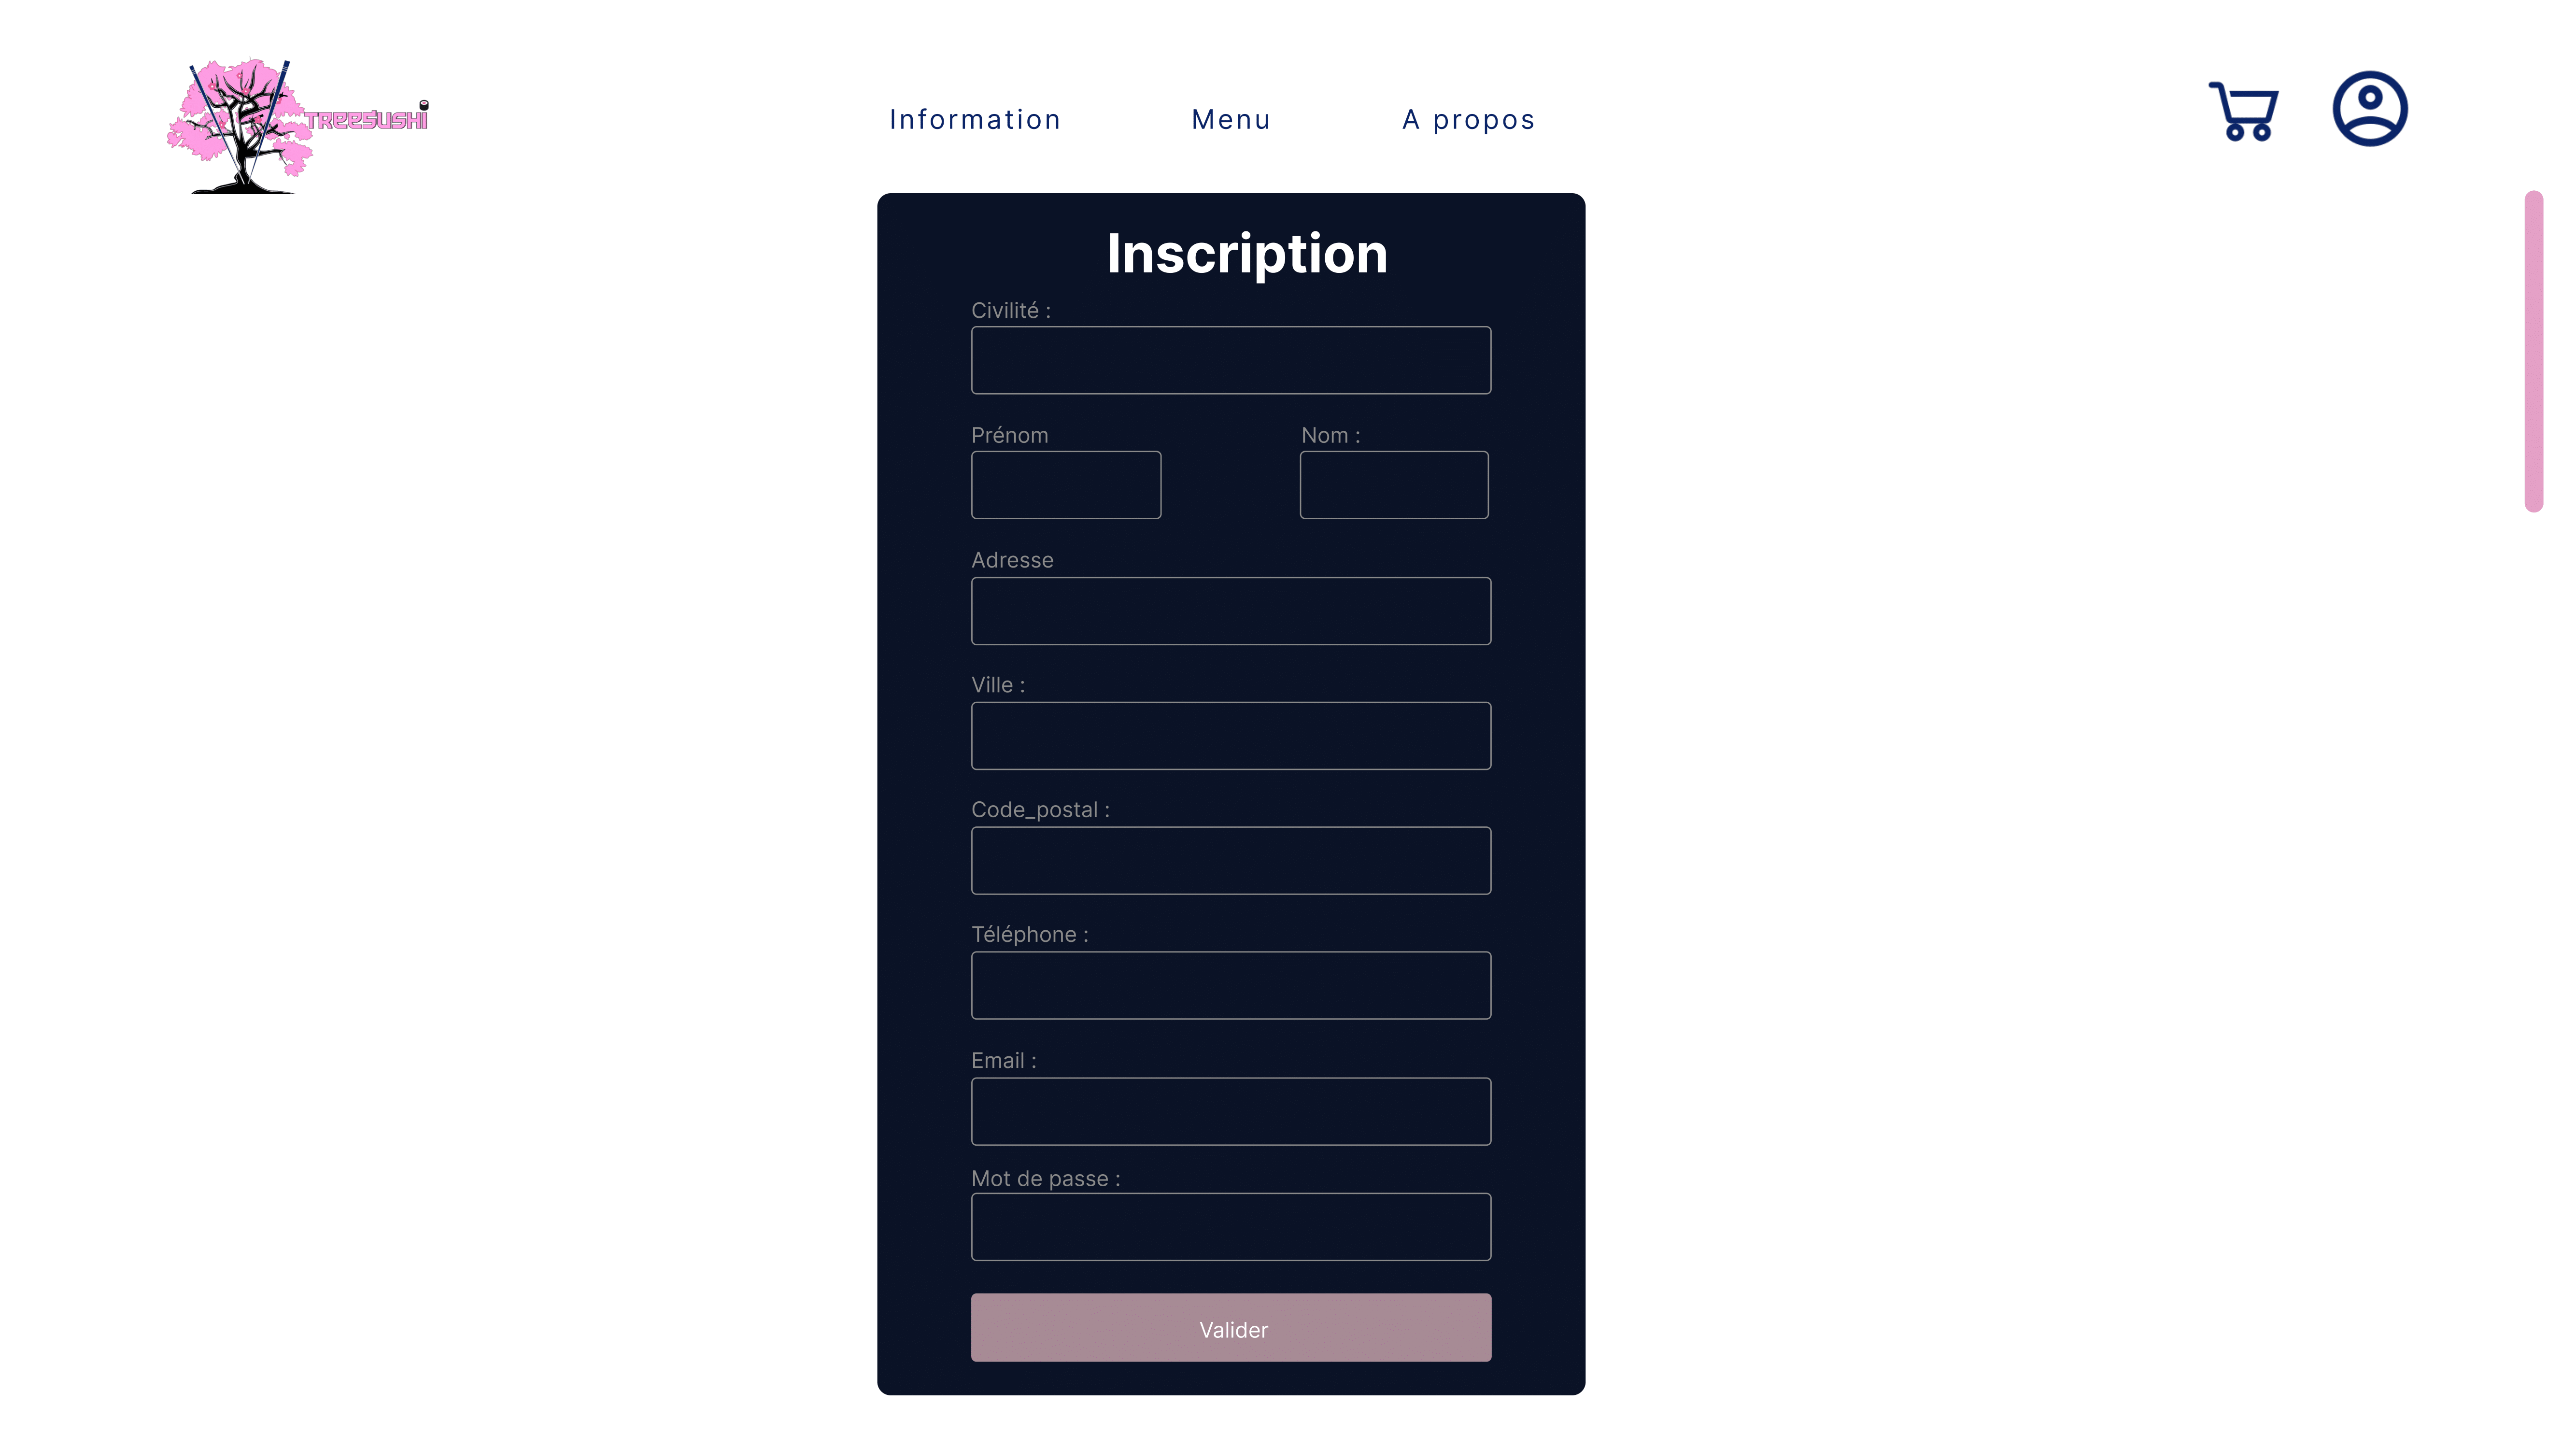 TREESUSHI
Information Menu A propos
Inscription
Civilité :
Prénom Nom :
Adresse
Ville :
Code_postal :
Téléphone :
Email :
Mot de passe :
Valider